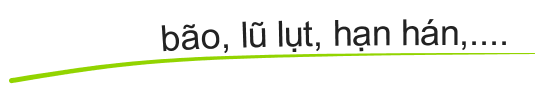 bão, lũ lụt, hạn hán,....